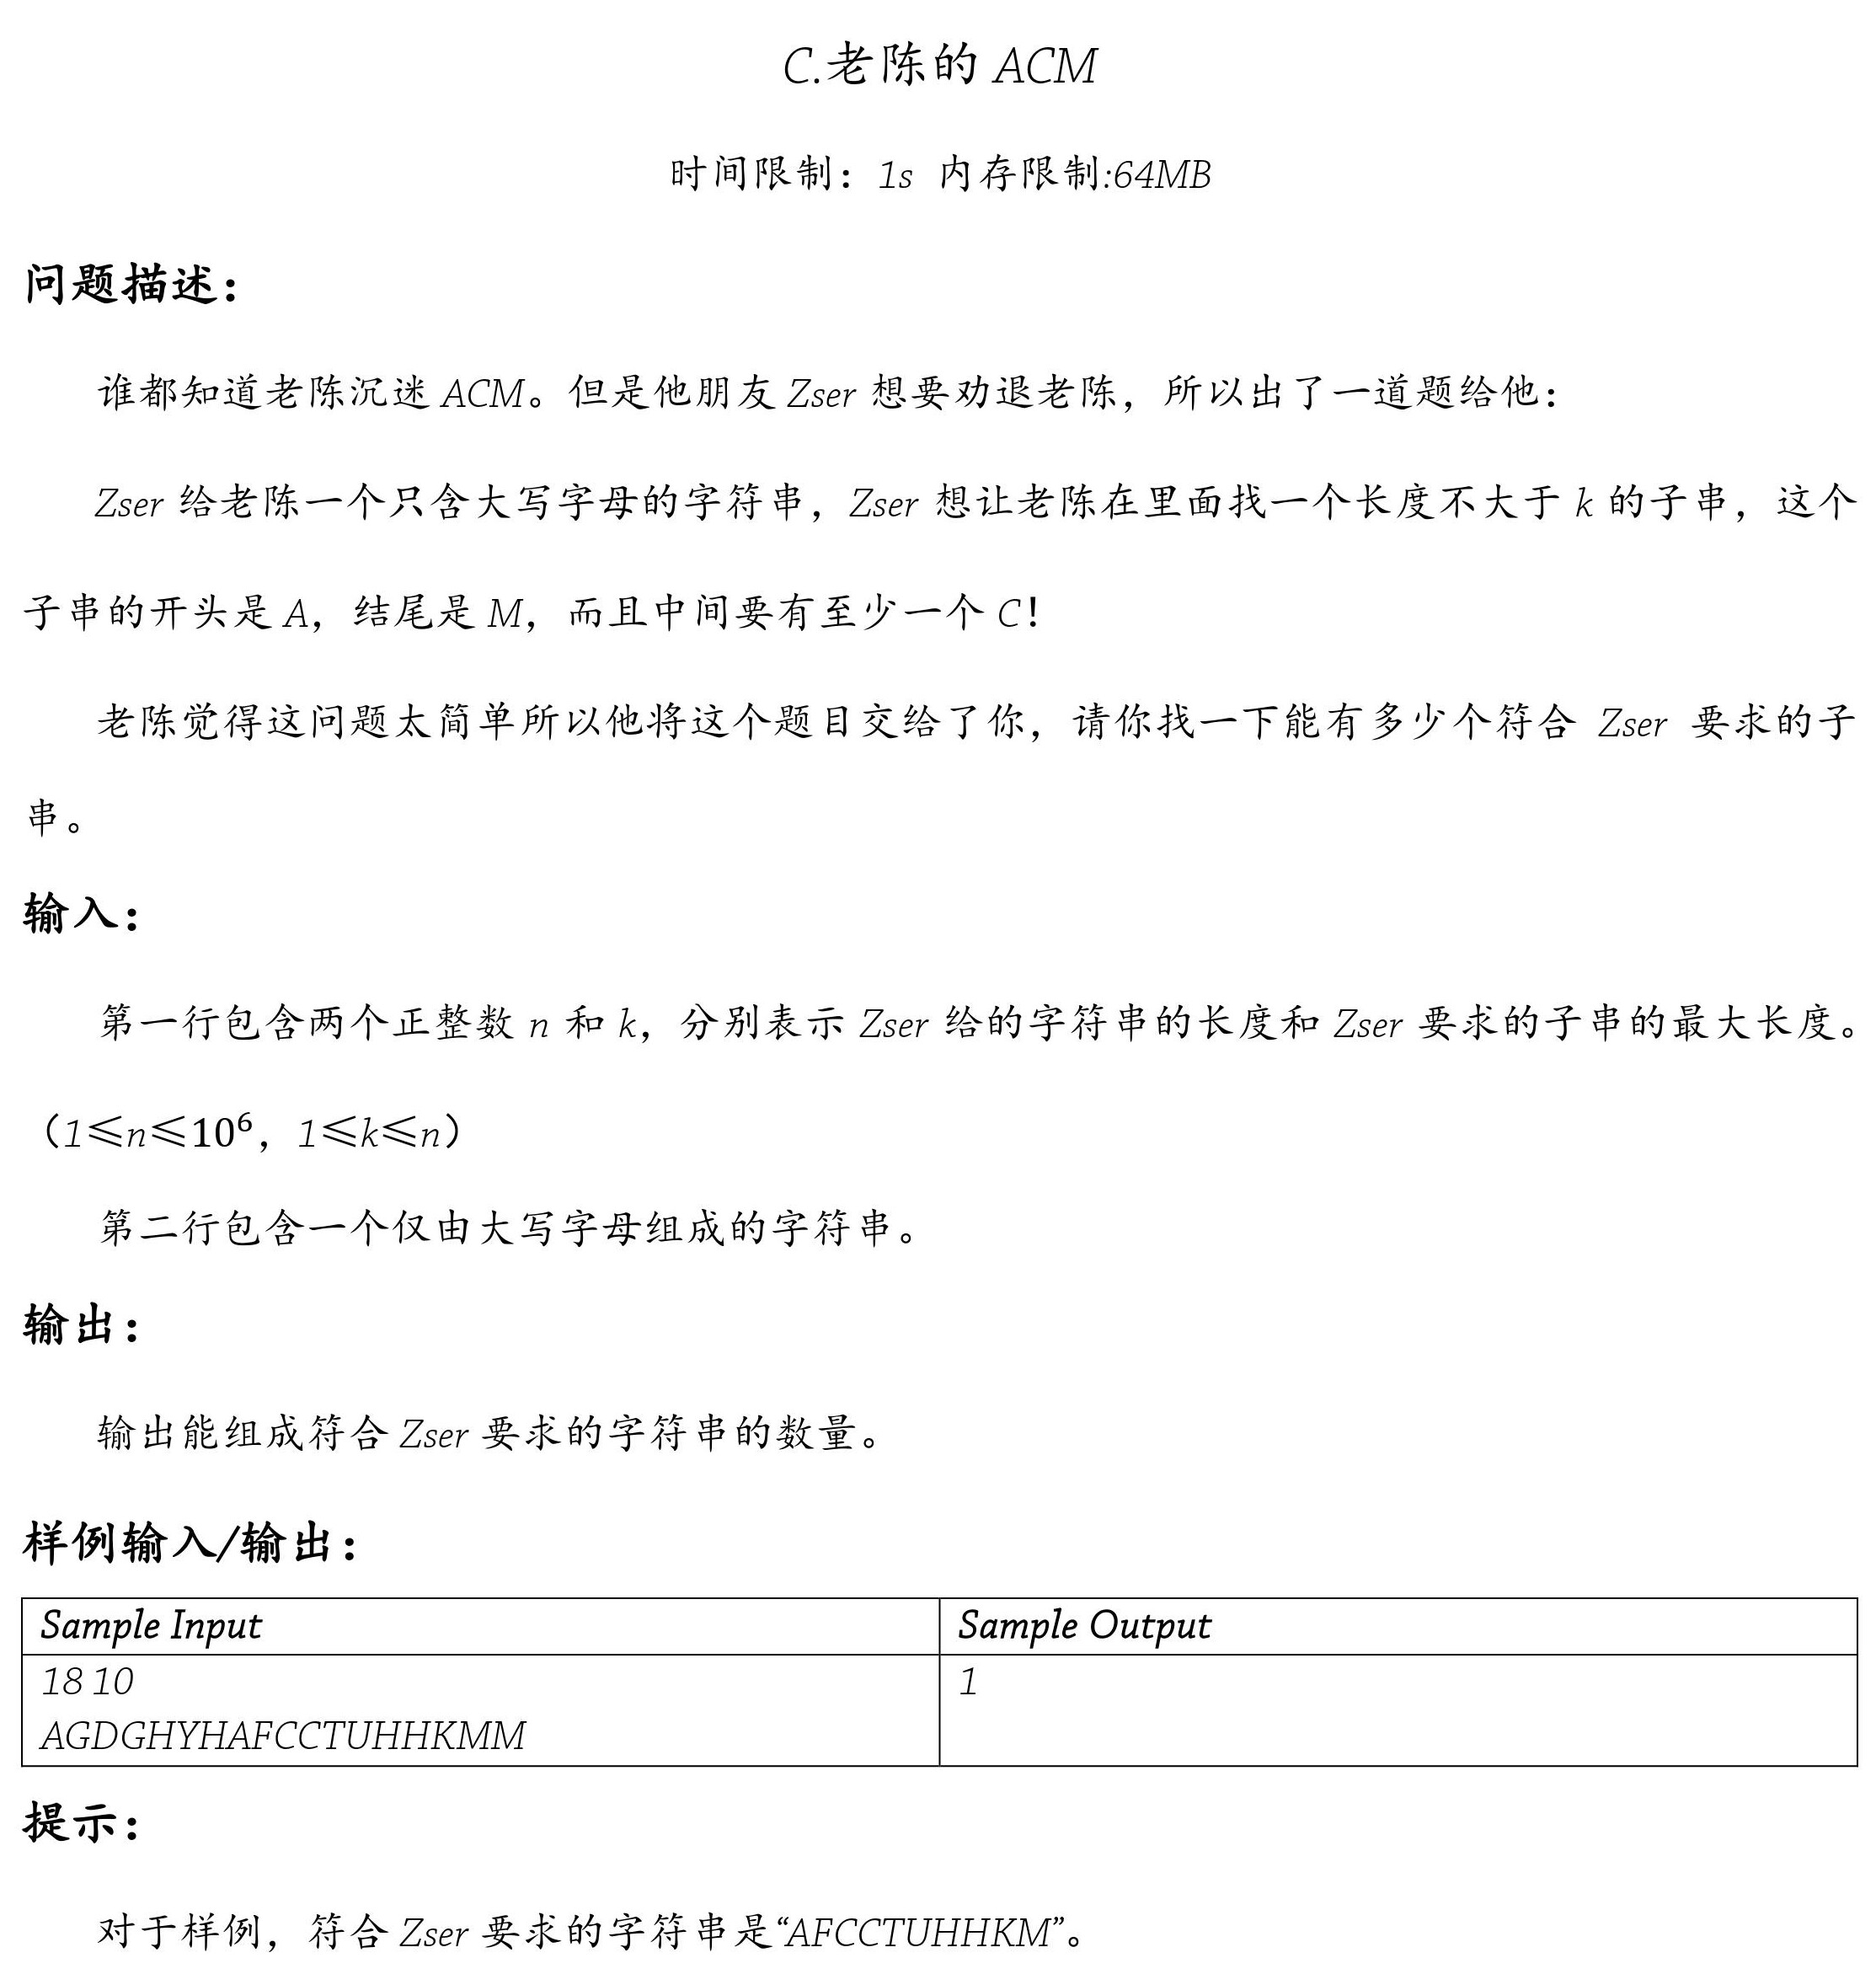 C.老陈的 ACM
时间限制：1s 内存限制:64MB
问题描述：
谁都知道老陈沉迷 ACM。但是他朋友 Zser 想要劝退老陈，所以出了一道题给他：
Zser 给老陈一个只含大写字母的字符串，Zser 想让老陈在里面找一个长度不大于 k 的子串，这个
子串的开头是 A，结尾是 M，而且中间要有至少一个 C！
老陈觉得这问题太简单所以他将这个题目交给了你，请你找一下能有多少个符合 Zser 要求的子
串。
输入：
第一行包含两个正整数 n 和 k，分别表示 Zser 给的字符串的长度和 Zser 要求的子串的最大长度。
（1≤n≤10⁶，1≤k≤n）
第二行包含一个仅由大写字母组成的字符串。
输出：
输出能组成符合 Zser 要求的字符串的数量。
样例输入/输出：
Sample Input Sample Output
18 10 1
AGDGHYHAFCCTUHHKMM
提示：
对于样例，符合 Zser 要求的字符串是“AFCCTUHHKM”。